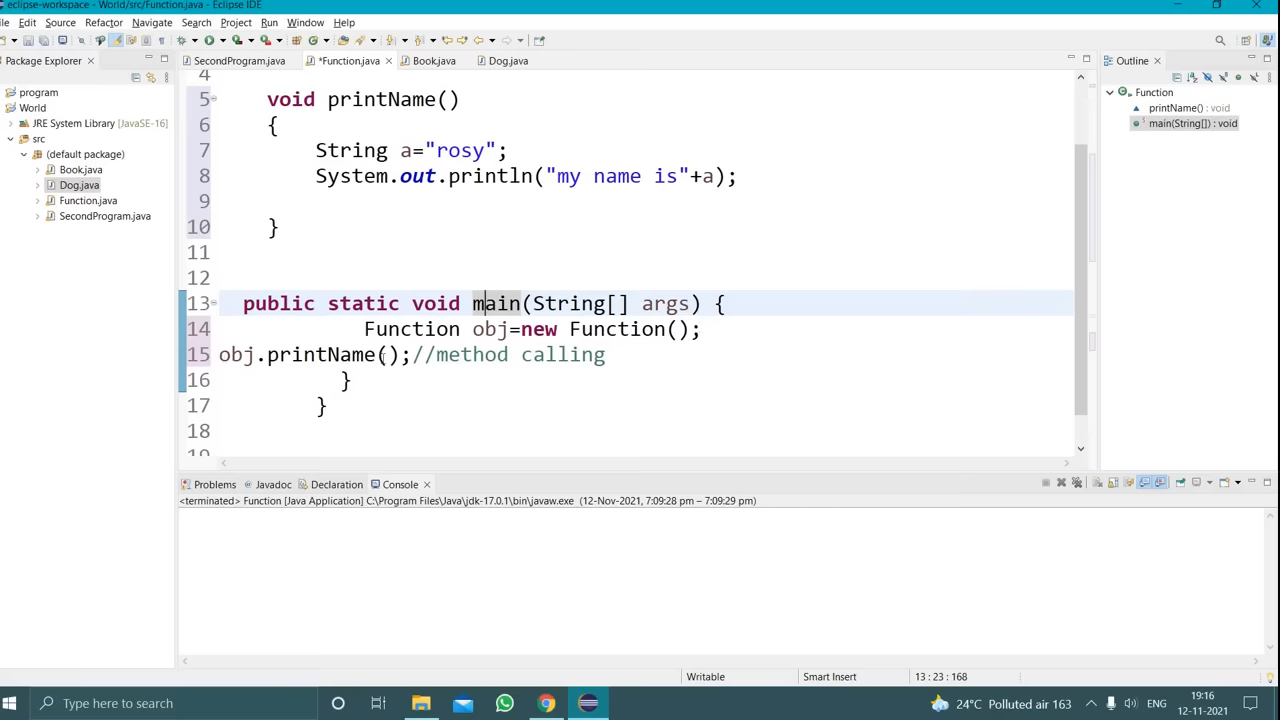 eclipse-workspace - World/src/Function.java - Eclipse IDE
File Edit Source Refactor Navigate Search Project Run Window Help
Package Explorer
program
World
JRE System Library [JavaSE-16]
src
(default package)
Book.java
Dog.java
Function.java
SecondProgram.java
SecondProgram.java *Function.java Book.java Dog.java
4
5 void printName()
6 {
7 String a="rosy";
8 System.out.println("my name is"+a);
9
10 }
11
12
13 public static void main(String[] args) {
14 Function obj=new Function();
15 obj.printName();//method calling
16 }
17 }
18
19
Outline
Function
printName() : void
main(String[]) : void
Problems Javadoc Declaration Console
<terminated> Function [Java Application] C:\Program Files\Java\jdk-17.0.1\bin\javaw.exe (12-Nov-2021, 7:09:28 pm – 7:09:29 pm)
Writable Smart Insert 13 : 23 : 168
Type here to search
24°C Polluted air 163 ENG 19:16
12-11-2021